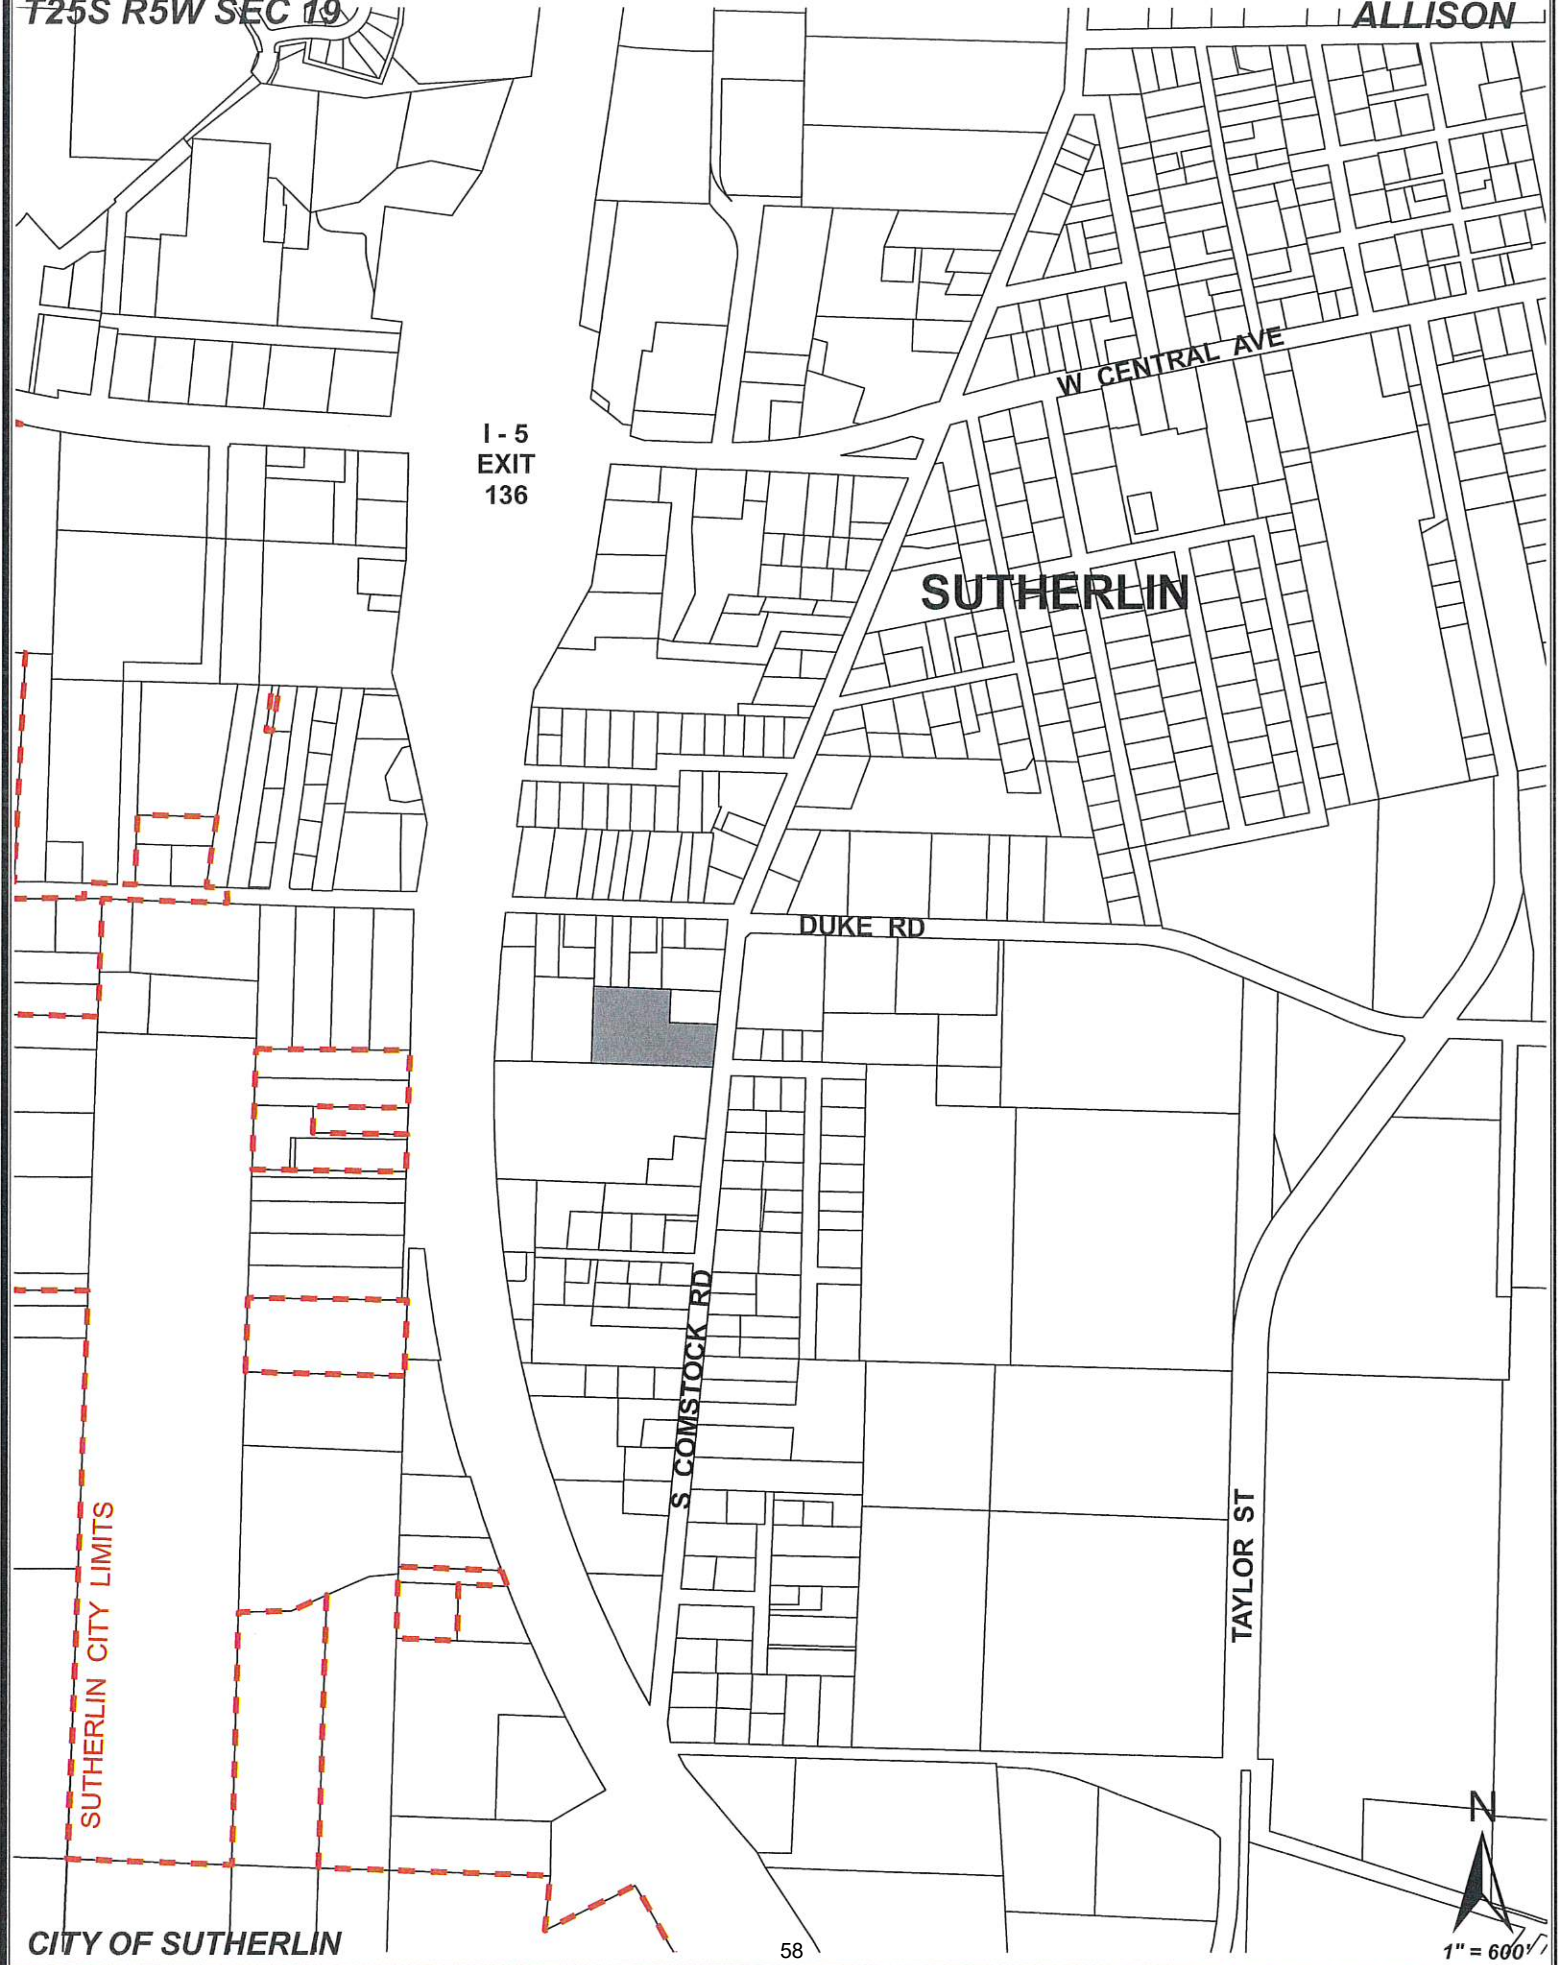 T25S R5W SEC 19
ALLISON
W CENTRAL AVE
I - 5
EXIT
136
SUTHERLIN
DUKE RD
S COMSTOCK RD
TAYLOR ST
SUTHERLIN CITY LIMITS
N
CITY OF SUTHERLIN
58
1" = 600'